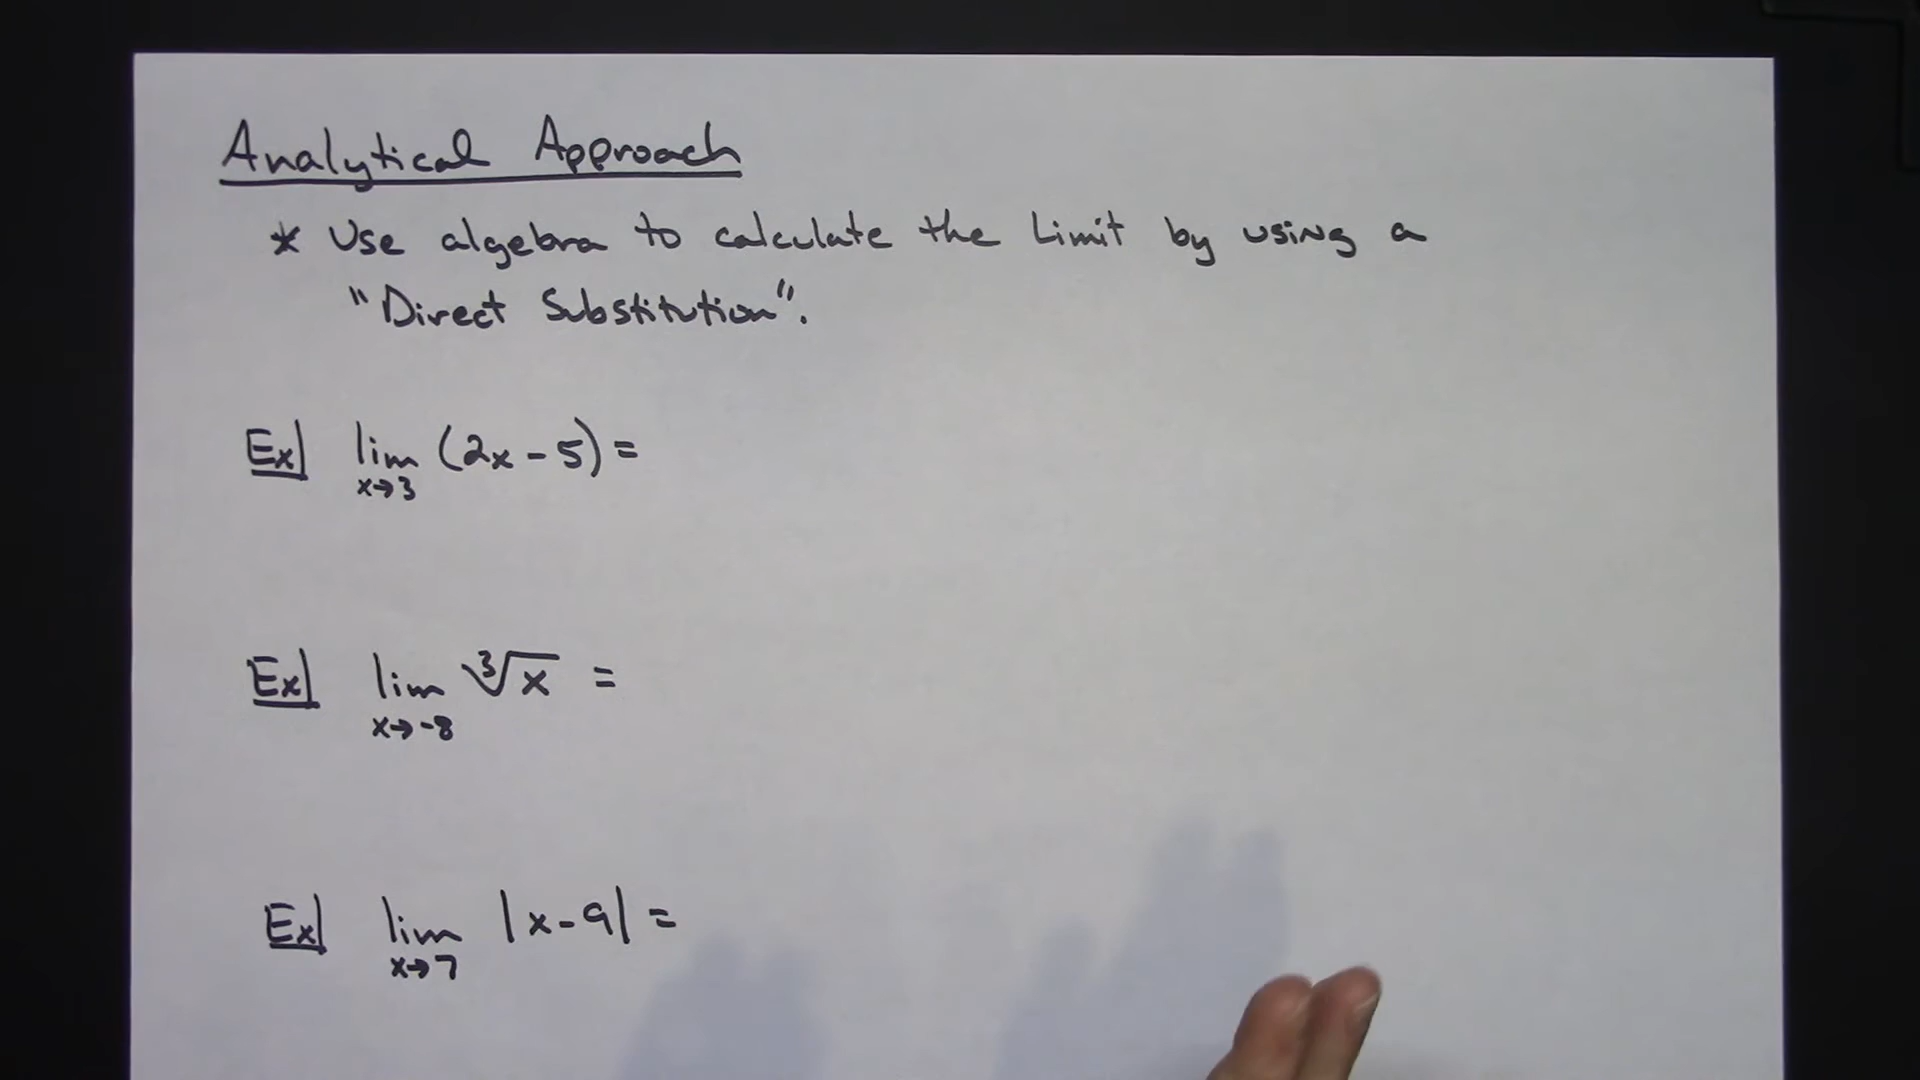 Analytical Approach
* Use algebra to calculate the Limit by using a
"Direct Substitution".
Ex| lim (2x - 5) =
x→3
Ex| lim ∛x =
x→-8
Ex| lim |x - 9| =
x→7